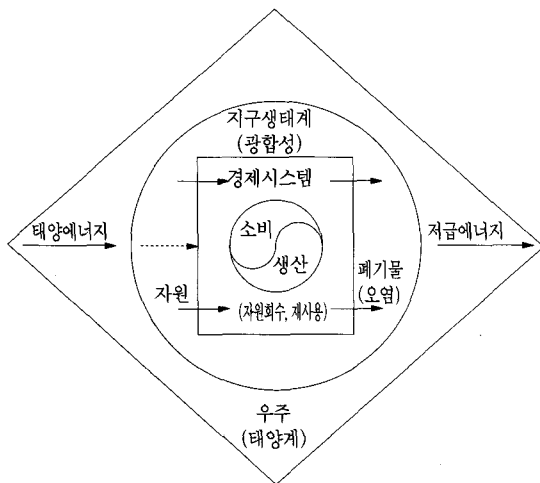 지구생태계
(광합성)
경제시스템
소비
생산
태양에너지
저급에너지
자원
(자원회수, 재사용)
폐기물
(오염)
우주
(태양계)